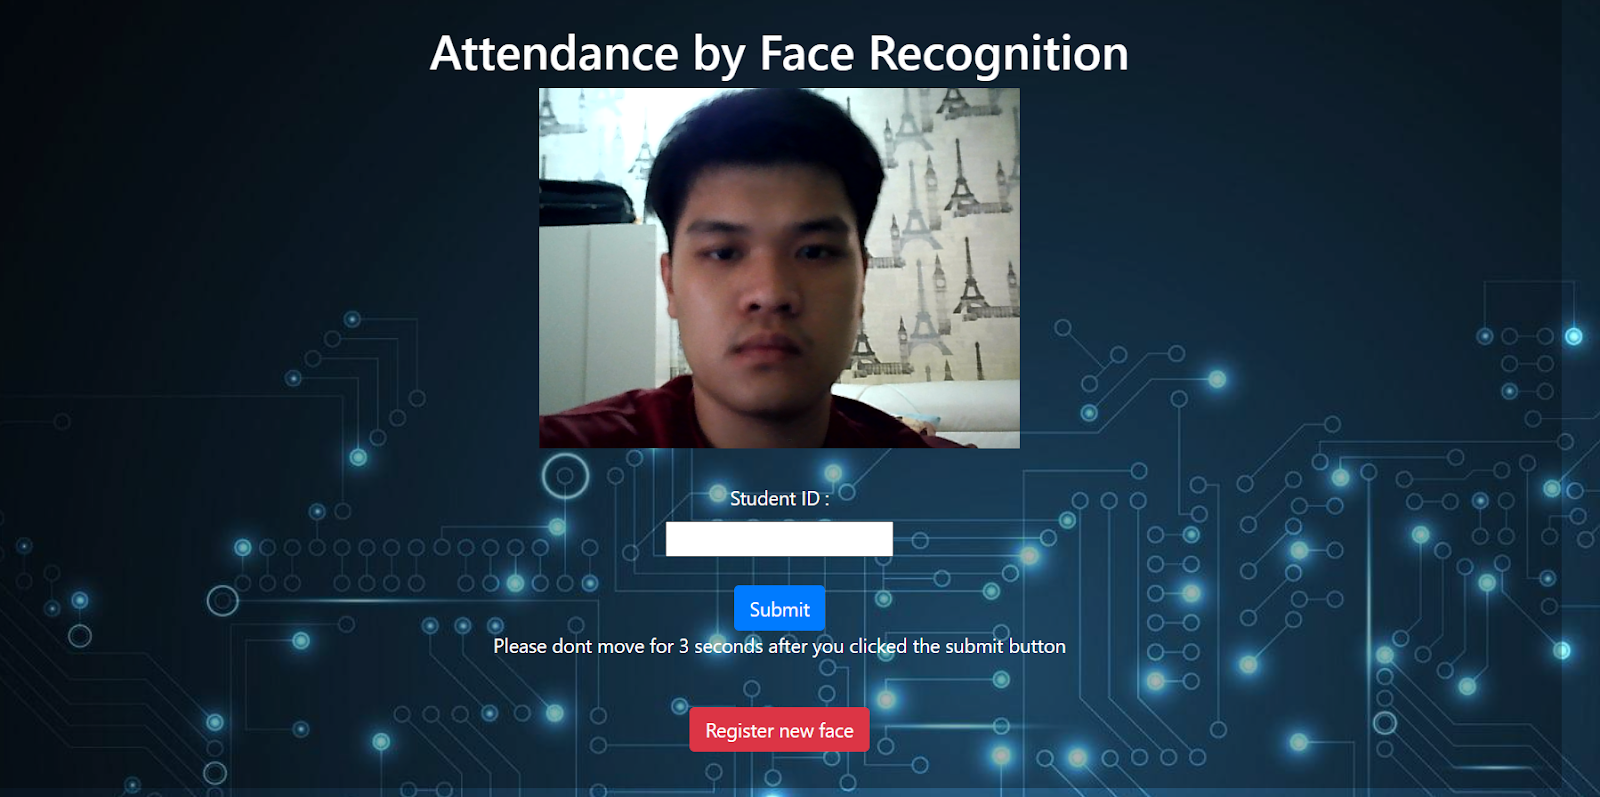 Attendance by Face Recognition
Student ID :
Submit
Please dont move for 3 seconds after you clicked the submit button
Register new face